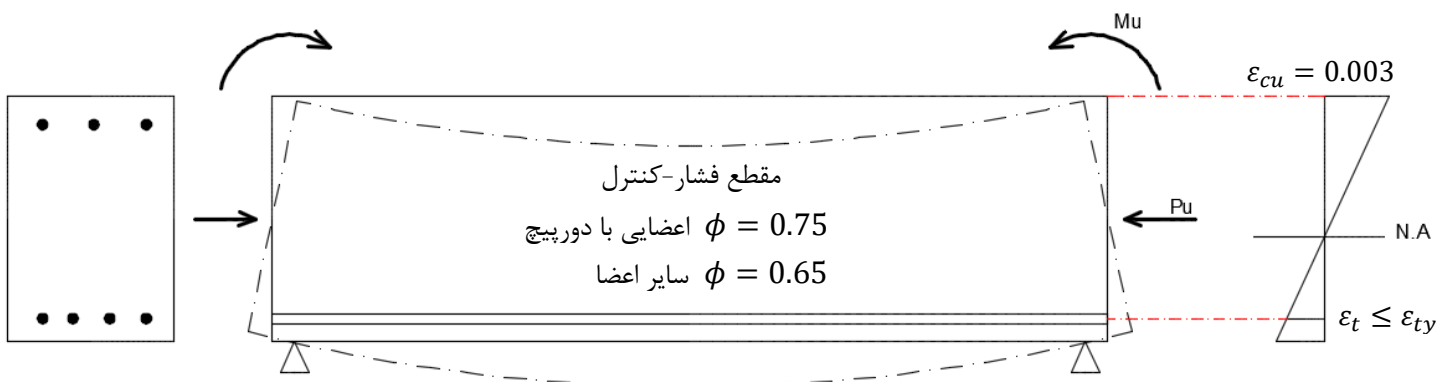 Mu
εcu = 0.003
مقطع فشار-کنترل
ϕ = 0.75 اعضایی با دورپیچ
Pu
N.A
ϕ = 0.65 سایر اعضا
εt ≤ εty